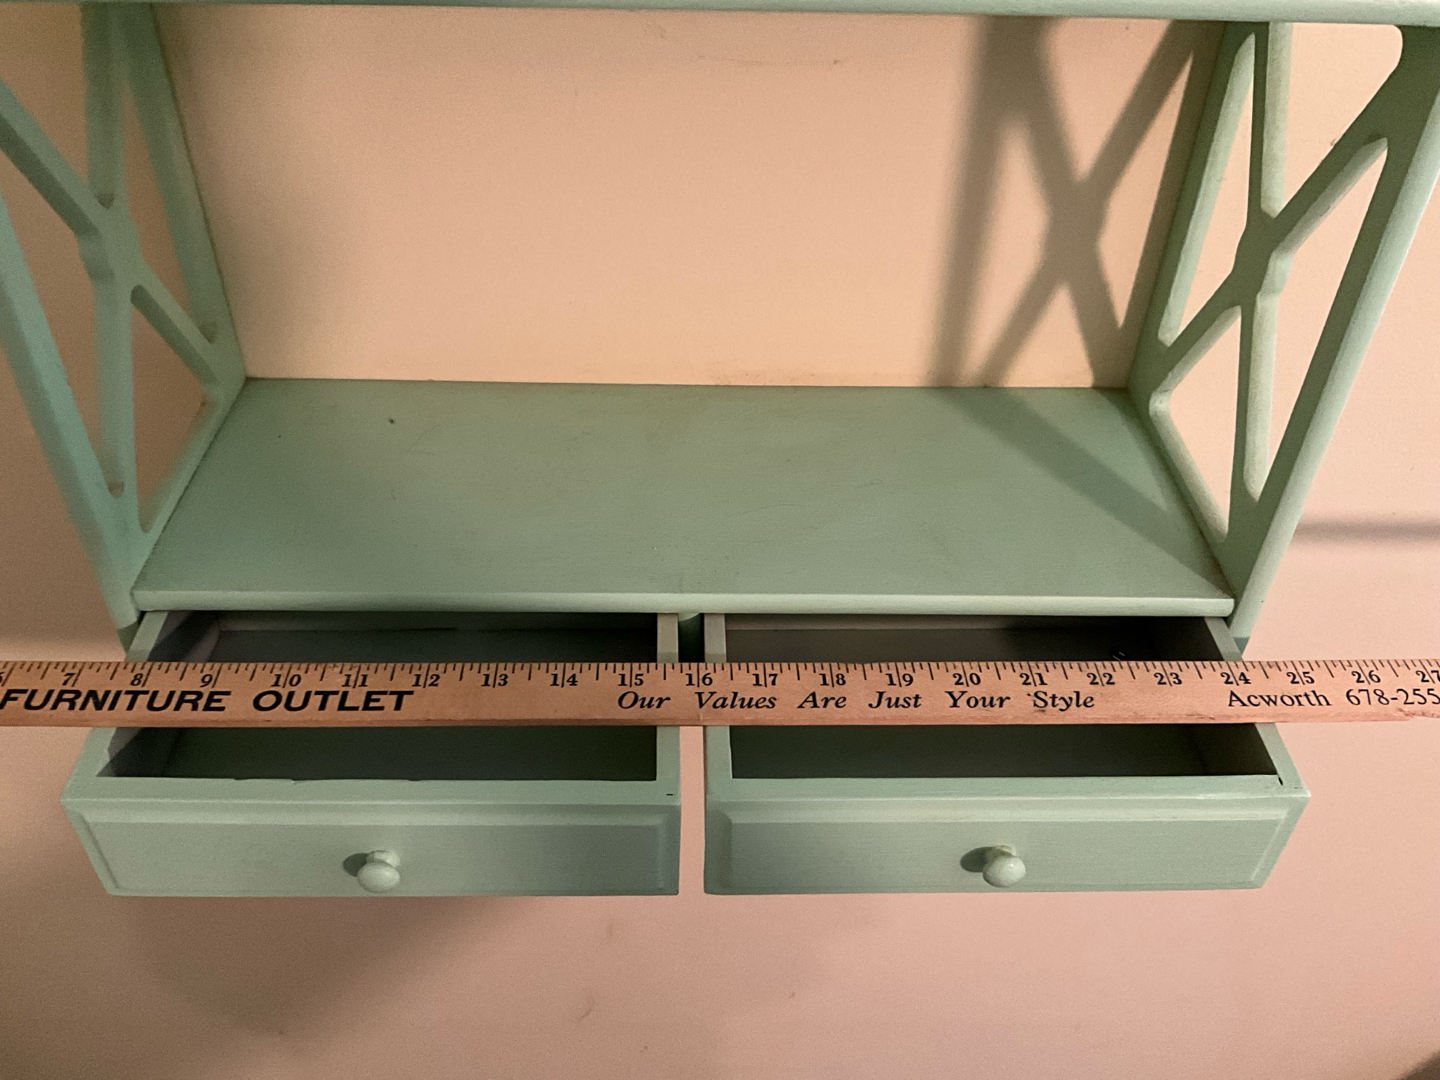 7 8 9 10 11 12 13 14 15 16 17 18 19 20 21 22 23 24 25 26 27
FURNITURE OUTLET Our Values Are Just Your Style Acworth 678-255